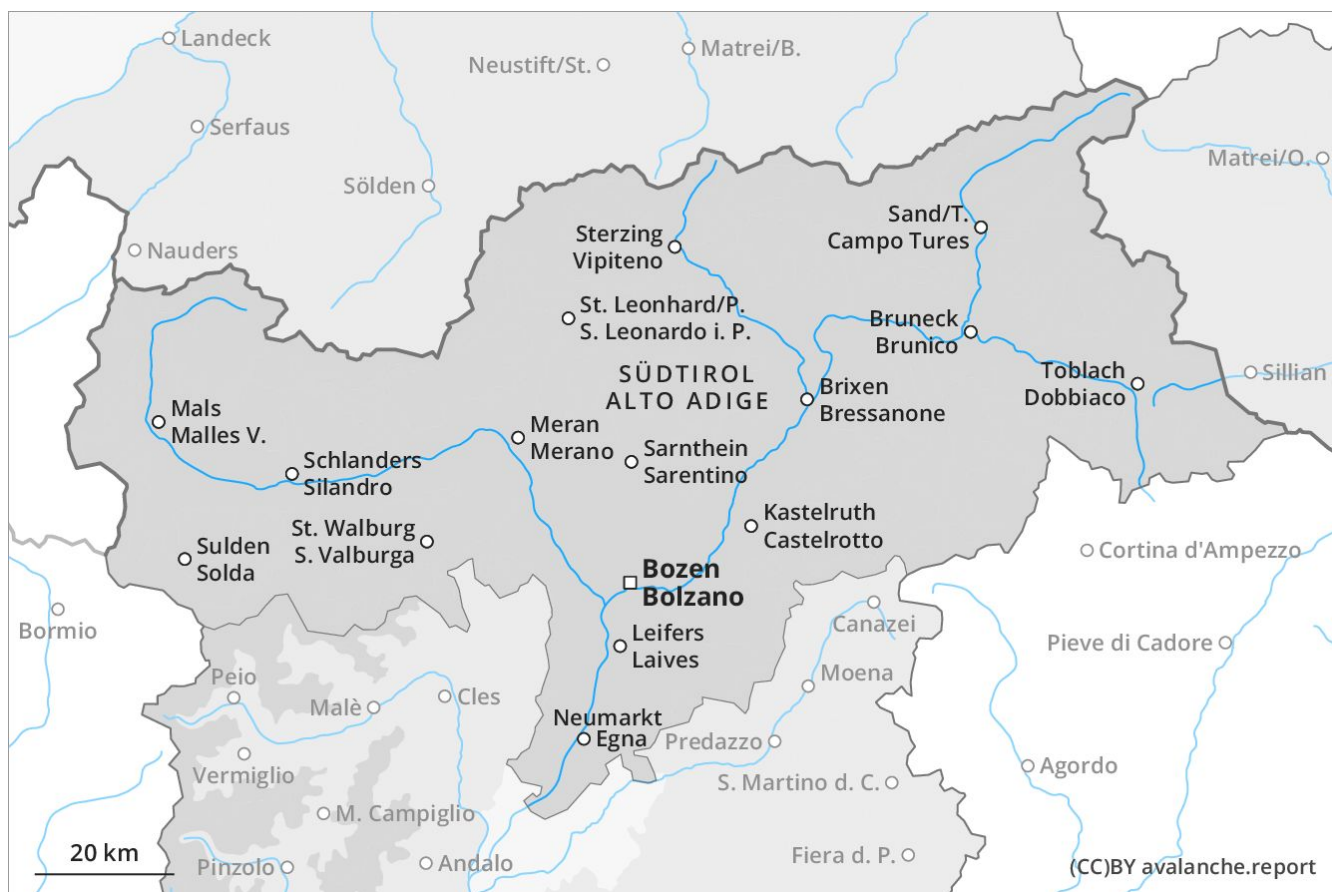 Landeck
Matrei/B.
Neustift/St.
Serfaus
Matrei/O.
Sölden
Sand/T.
Campo Tures
Sterzing
Vipiteno
Nauders
St. Leonhard/P.
S. Leonardo i. P.
Bruneck
Brunico
SÜDTIROL
ALTO ADIGE
Toblach
Dobbiaco
Sillian
Brixen
Bressanone
Mals
Malles V.
Meran
Merano
Sarnthein
Sarentino
Schlanders
Silandro
Kastelruth
Castelrotto
St. Walburg
S. Valburga
Sulden
Solda
Cortina d'Ampezzo
Bozen
Bolzano
Bormio
Canazei
Leifers
Laives
Pieve di Cadore
Moena
Peio
Malè
Cles
Neumarkt
Egna
Predazzo
Vermiglio
Agordo
S. Martino d. C.
M. Campiglio
20 km
Pinzolo
Andalo
Fiera d. P.
(CC)BY avalanche.report